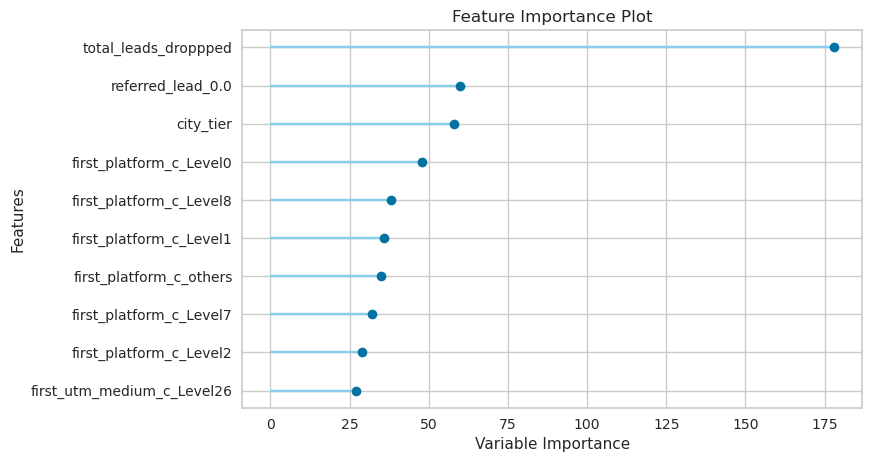 Feature Importance Plot
total_leads_droppped
referred_lead_0.0
city_tier
first_platform_c_Level0
first_platform_c_Level8
first_platform_c_Level1
first_platform_c_others
first_platform_c_Level7
first_platform_c_Level2
first_utm_medium_c_Level26
Features
0 25 50 75 100 125 150 175
Variable Importance